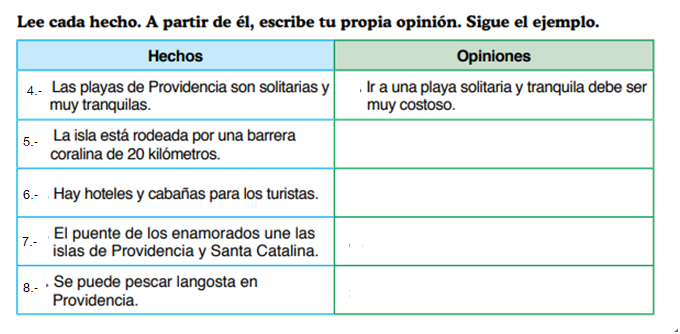 Lee cada hecho. A partir de él, escribe tu propia opinión. Sigue el ejemplo.
Hechos
Opiniones
4.- Las playas de Providencia son solitarias y
muy tranquilas.
Ir a una playa solitaria y tranquila debe ser
muy costoso.
5.- La isla está rodeada por una barrera
coralina de 20 kilómetros.
6.- Hay hoteles y cabañas para los turistas.
7.- El puente de los enamorados une las
islas de Providencia y Santa Catalina.
8.- Se puede pescar langosta en
Providencia.